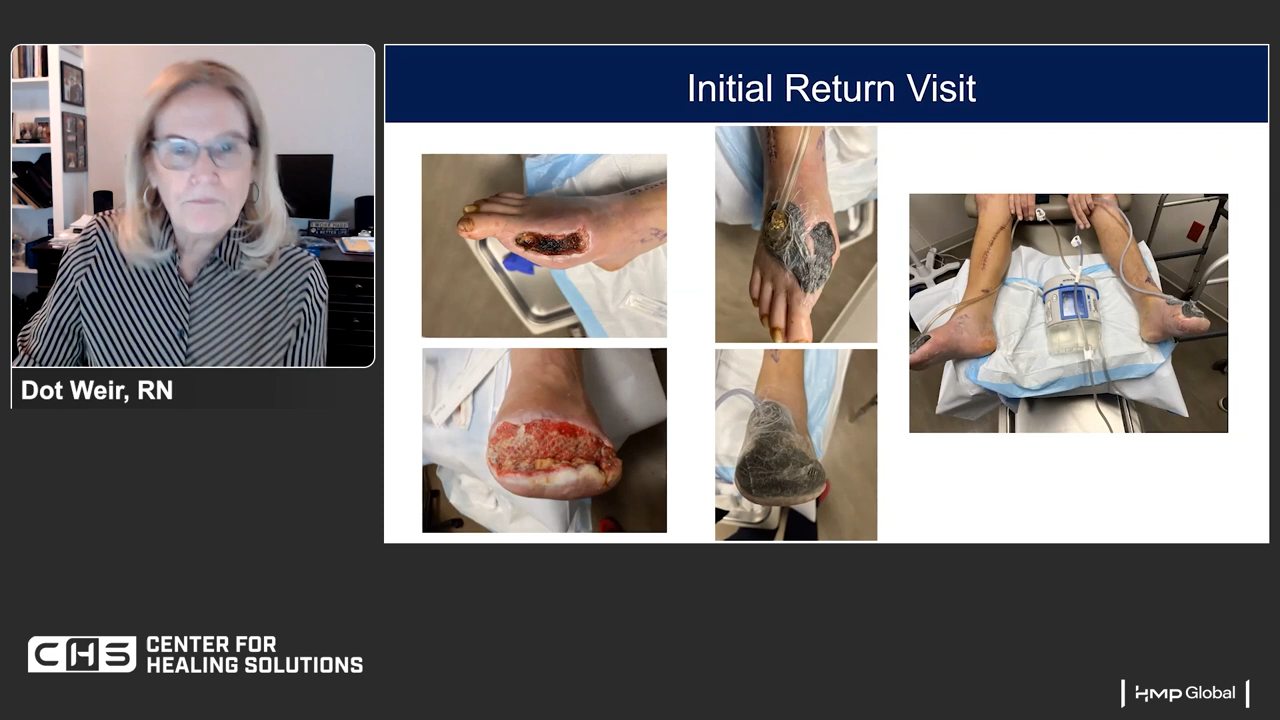 Initial Return Visit
Dot Weir, RN
CHS
CENTER FOR
HEALING SOLUTIONS
HMP Global